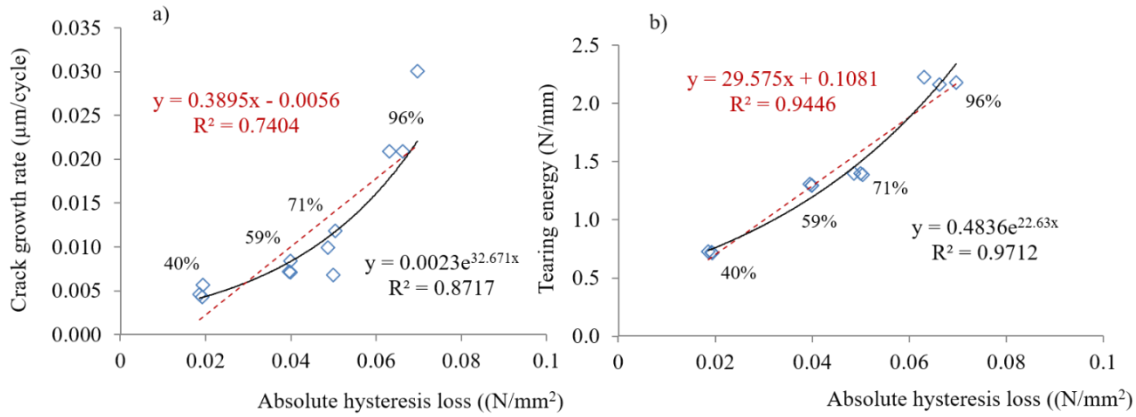 a)
Crack growth rate (µm/cycle)
0.035
0.030
0.025
0.020
0.015
0.010
0.005
0.000
y = 0.3895x - 0.0056
R² = 0.7404
96%
71%
59%
40%
y = 0.0023e^32.671x
R² = 0.8717
0
0.02
0.04
0.06
0.08
0.1
Absolute hysteresis loss ((N/mm²)
b)
Tearing energy (N/mm)
2.5
2.0
1.5
1.0
0.5
0.0
y = 29.575x + 0.1081
R² = 0.9446
96%
71%
59%
40%
y = 0.4836e^22.63x
R² = 0.9712
0
0.02
0.04
0.06
0.08
0.1
Absolute hysteresis loss ((N/mm²)